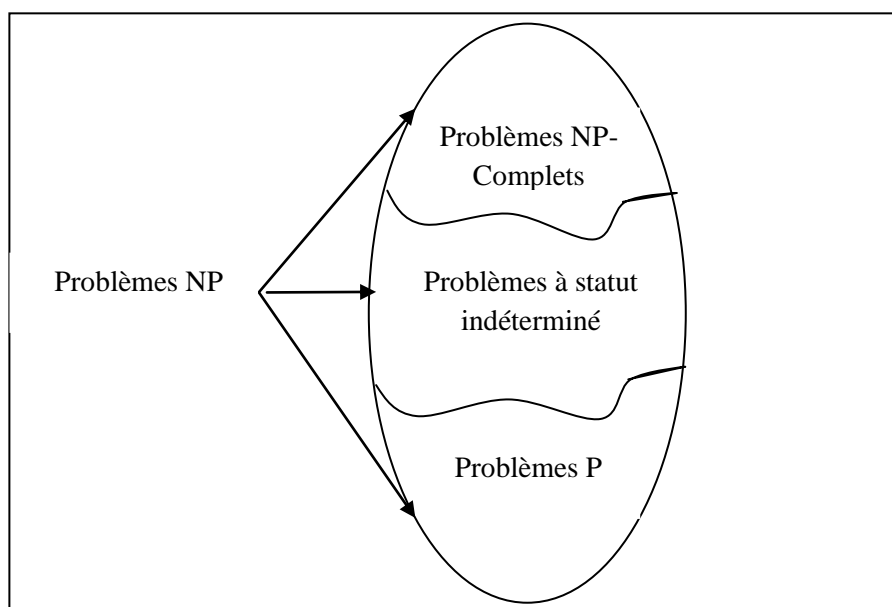 Problèmes NP-
Complets
Problèmes NP
Problèmes à statut
indéterminé
Problèmes P